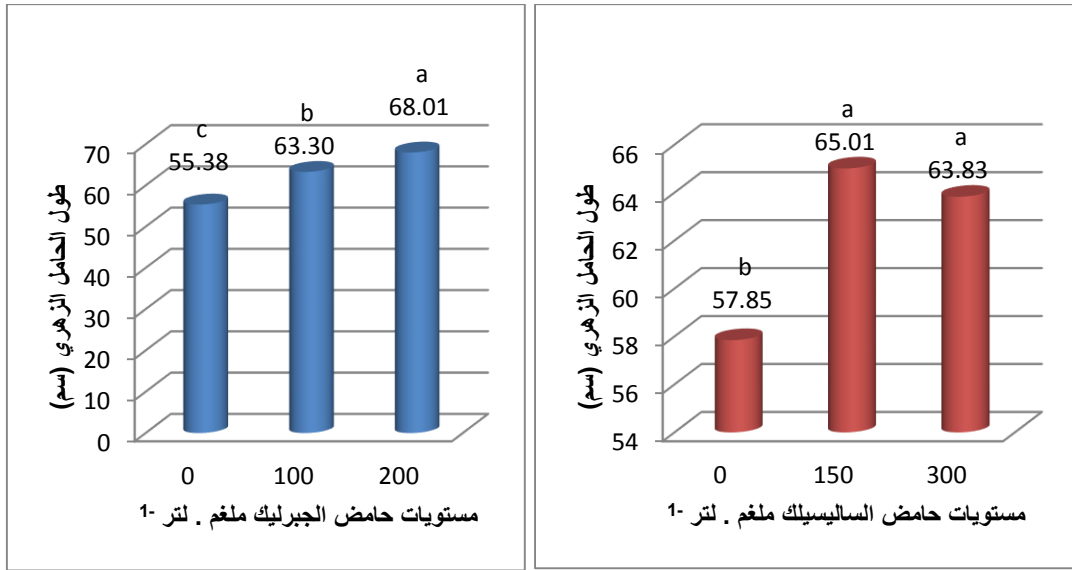 طول الحامل الزهري (سم)
70
60
50
40
30
20
10
0
c
55.38
b
63.30
a
68.01
0 100 200
مستويات حامض الجبرليك ملغم . لتر ¹-
طول الحامل الزهري (سم)
66
64
62
60
58
56
54
b
57.85
a
65.01
a
63.83
0 150 300
مستويات حامض الساليسيلك ملغم . لتر ¹-